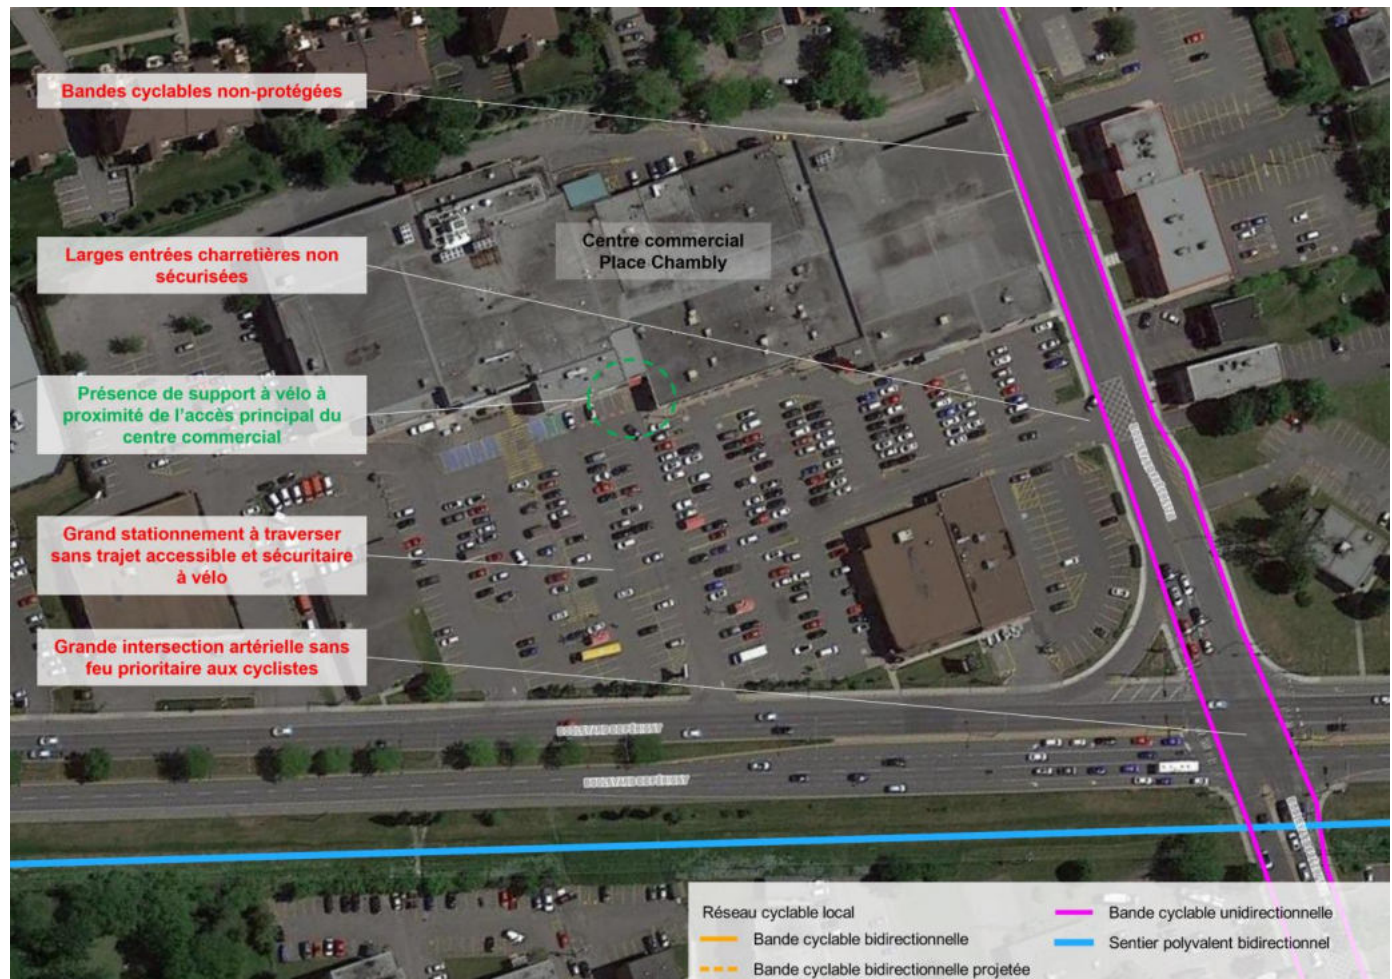 Bandes cyclables non-protégées
Larges entrées charretières non
sécurisées
Centre commercial
Place Chambly
Présence de support à vélo à
proximité de l'accès principal du
centre commercial
Grand stationnement à traverser
sans trajet accessible et sécuritaire
à vélo
Grande intersection artérielle sans
feu prioritaire aux cyclistes
Réseau cyclable local
Bande cyclable bidirectionnelle
Bande cyclable bidirectionnelle projetée
Bande cyclable unidirectionnelle
Sentier polyvalent bidirectionnel